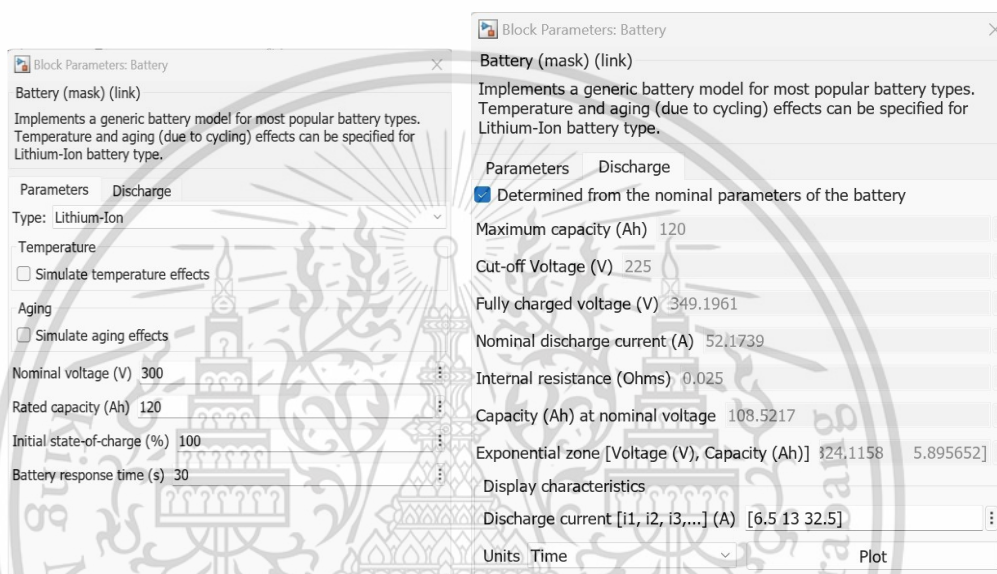 Block Parameters: Battery
Battery (mask) (link)
Implements a generic battery model for most popular battery types.
Temperature and aging (due to cycling) effects can be specified for
Lithium-Ion battery type.
Parameters Discharge
Type: Lithium-Ion
Temperature
Simulate temperature effects
Aging
Simulate aging effects
Nominal voltage (V) 300
Rated capacity (Ah) 120
Initial state-of-charge (%) 100
Battery response time (s) 30
Block Parameters: Battery
Battery (mask) (link)
Implements a generic battery model for most popular battery types.
Temperature and aging (due to cycling) effects can be specified for
Lithium-Ion battery type.
Parameters Discharge
Determined from the nominal parameters of the battery
Maximum capacity (Ah) 120
Cut-off Voltage (V) 225
Fully charged voltage (V) 349.1961
Nominal discharge current (A) 52.1739
Internal resistance (Ohms) 0.025
Capacity (Ah) at nominal voltage 108.5217
Exponential zone [Voltage (V), Capacity (Ah)] 324.1158 5.895652]
Display characteristics
Discharge current [i1, i2, i3,...] (A) [6.5 13 32.5]
Units Time Plot